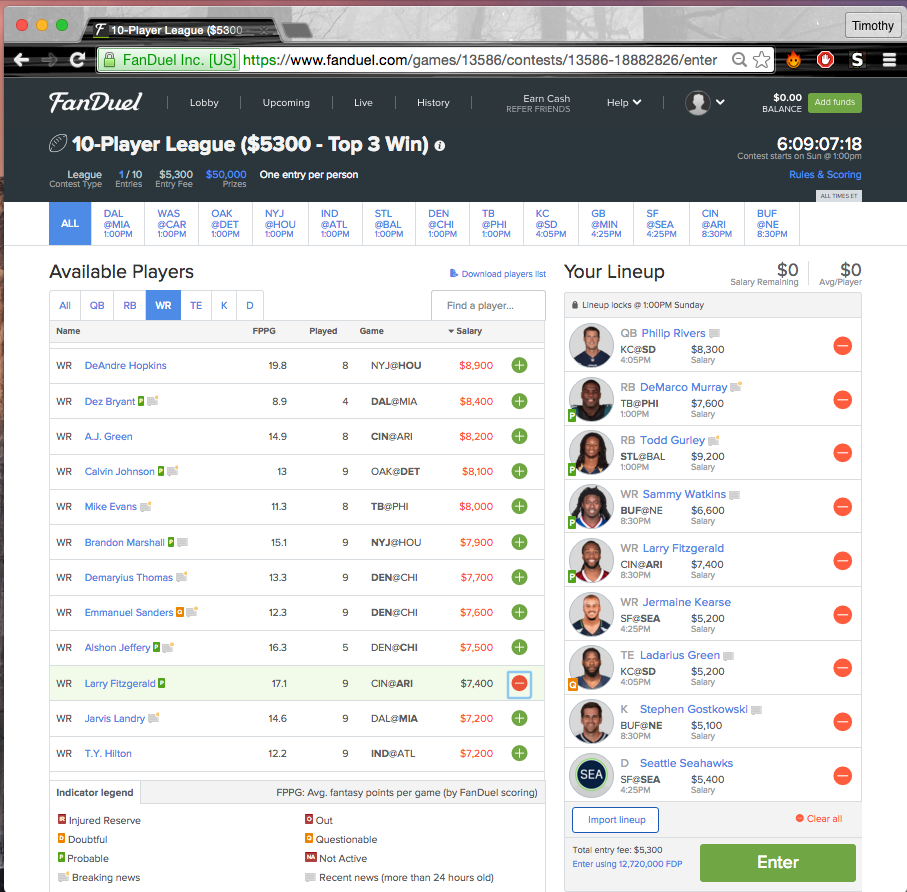 10-Player League ($5300
Timothy
FanDuel Inc. [US] https://www.fanduel.com/games/13586/contests/13586-18882826/enter
FanDuel
Lobby
Upcoming
Live
History
Earn Cash
REFER FRIENDS
Help
$0.00
BALANCE
Add funds
10-Player League ($5300 - Top 3 Win)
6:09:07:18
Contest starts on Sun @ 1:00pm
League
Contest Type
1 / 10
Entries
$5,300
Entry Fee
$50,000
Prizes
One entry per person
Rules & Scoring
ALL TIMES ET
ALL
DAL @MIA 1:00PM
WAS @CAR 1:00PM
OAK @DET 1:00PM
NYJ @HOU 1:00PM
IND @ATL 1:00PM
STL @BAL 1:00PM
DEN @CHI 1:00PM
TB @PHI 1:00PM
KC @SD 4:05PM
GB @MIN 4:25PM
SF @SEA 4:25PM
CIN @ARI 8:30PM
BUF @NE 8:30PM
Available Players
Download players list
All QB RB WR TE K D
Find a player...
Name FPPG Played Game Salary
WR DeAndre Hopkins 19.8 8 NYJ@HOU $8,900
WR Dez Bryant P 8.9 4 DAL@MIA $8,400
WR A.J. Green 14.9 8 CIN@ARI $8,200
WR Calvin Johnson P 13 9 OAK@DET $8,100
WR Mike Evans 11.3 8 TB@PHI $8,000
WR Brandon Marshall P 15.1 9 NYJ@HOU $7,900
WR Demaryius Thomas 13.3 9 DEN@CHI $7,700
WR Emmanuel Sanders Q 12.3 9 DEN@CHI $7,600
WR Alshon Jeffery P 16.3 5 DEN@CHI $7,500
WR Larry Fitzgerald P 17.1 9 CIN@ARI $7,400
WR Jarvis Landry 14.6 9 DAL@MIA $7,200
WR T.Y. Hilton 12.2 9 IND@ATL $7,200
Indicator legend
FPPG: Avg. fantasy points per game (by FanDuel scoring)
IR Injured Reserve
O Out
D Doubtful
Q Questionable
P Probable
NA Not Active
Breaking news
Recent news (more than 24 hours old)
Your Lineup
$0
Salary Remaining
$0
Avg/Player
Lineup locks @ 1:00PM Sunday
QB Philip Rivers
KC@SD $8,300
4:05PM Salary
RB DeMarco Murray
TB@PHI $7,600
P 1:00PM Salary
RB Todd Gurley
STL@BAL $9,200
P 1:00PM Salary
WR Sammy Watkins
BUF@NE $6,600
P 8:30PM Salary
WR Larry Fitzgerald
CIN@ARI $7,400
P 8:30PM Salary
WR Jermaine Kearse
SF@SEA $5,200
4:25PM Salary
TE Ladarius Green
KC@SD $5,200
Q 4:05PM Salary
K Stephen Gostkowski
BUF@NE $5,100
8:30PM Salary
D Seattle Seahawks
SEA SF@SEA $5,400
4:25PM Salary
Import lineup
Clear all
Total entry fee: $5,300
Enter using 12,720,000 FDP
Enter